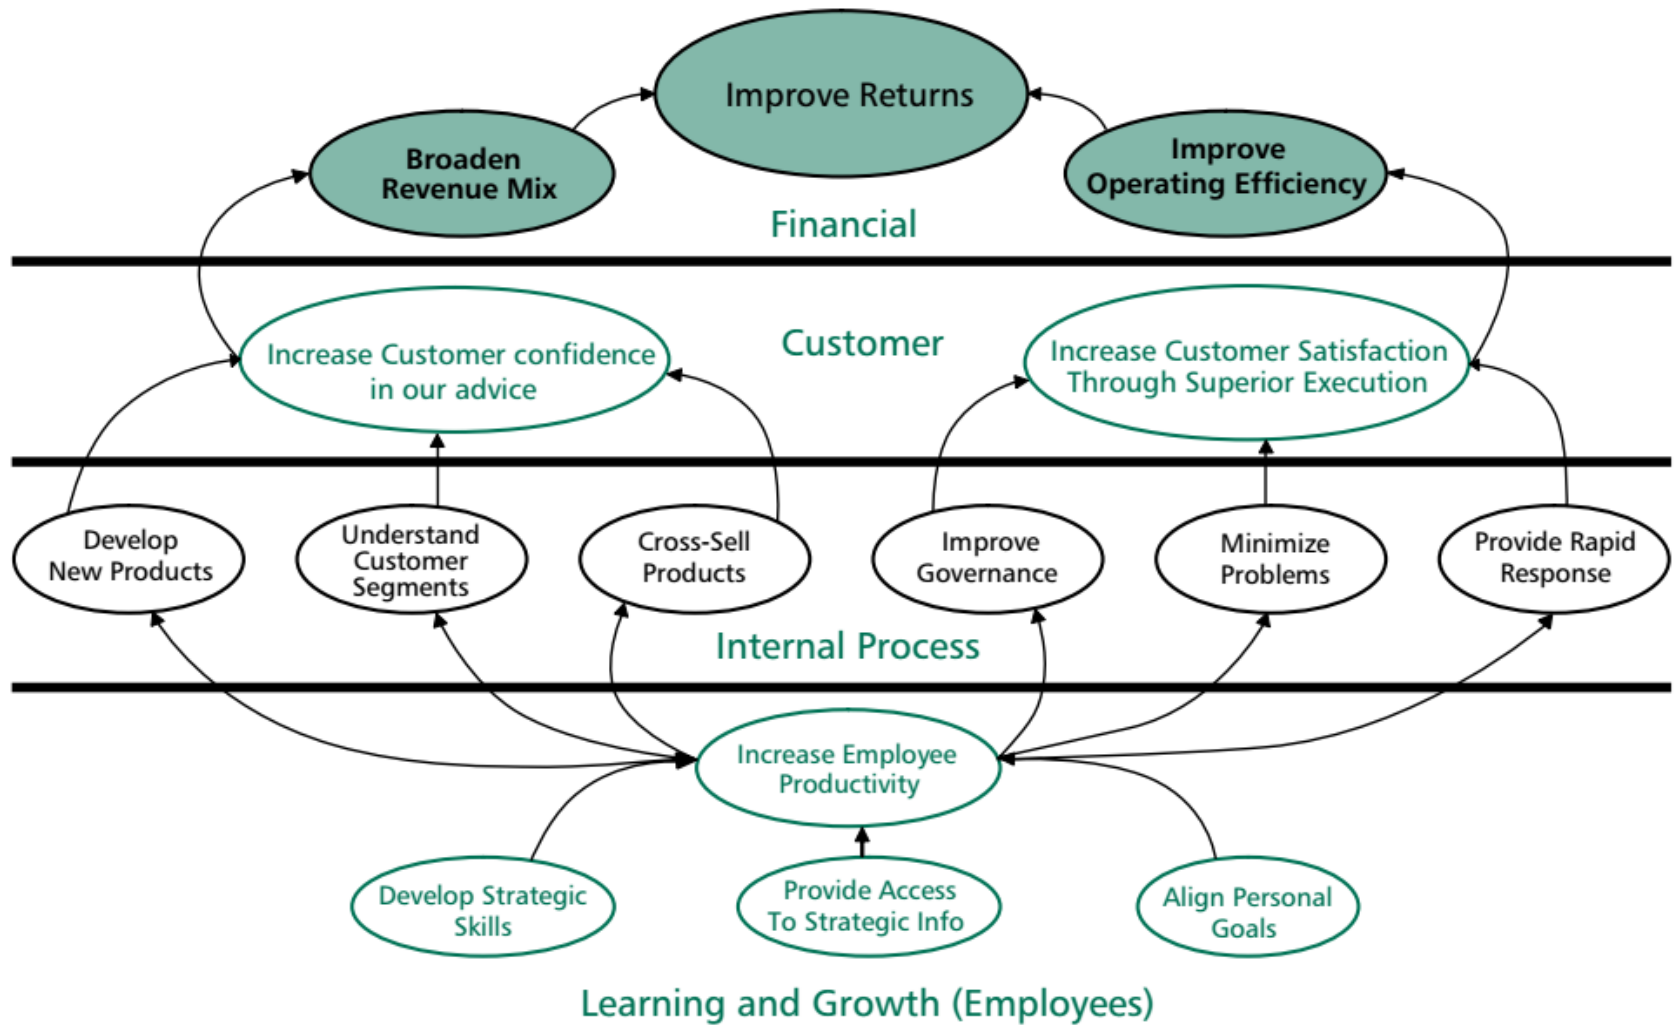 Improve Returns
Broaden
Revenue Mix
Improve
Operating Efficiency
Financial
Customer
Increase Customer confidence
in our advice
Increase Customer Satisfaction
Through Superior Execution
Develop
New Products
Understand
Customer
Segments
Cross-Sell
Products
Improve
Governance
Minimize
Problems
Provide Rapid
Response
Internal Process
Increase Employee
Productivity
Develop Strategic
Skills
Provide Access
To Strategic Info
Align Personal
Goals
Learning and Growth (Employees)